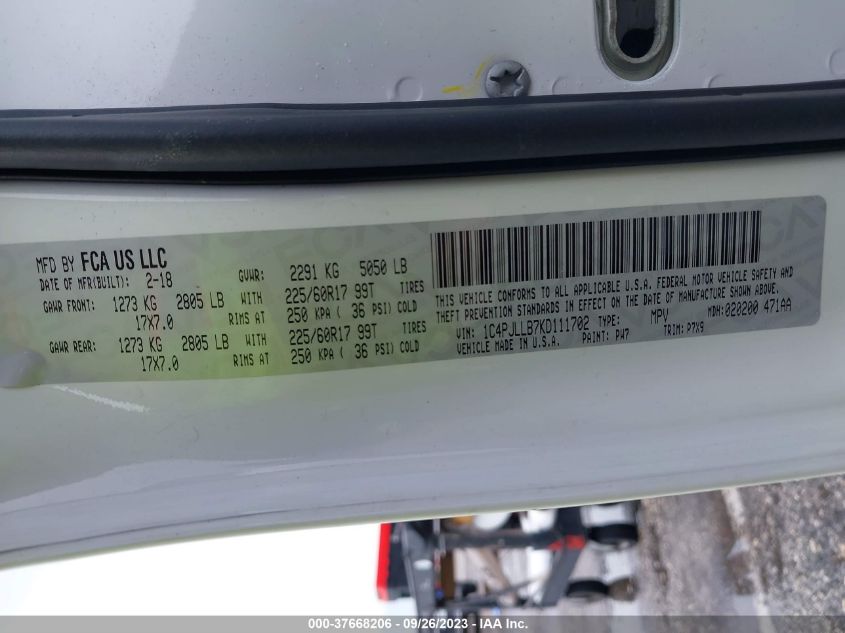 MFD BY FCA US LLC
DATE OF MFR(BUILT): 2-18 GVWR: 2291 KG 5050 LB
GAWR FRONT: 1273 KG 2805 LB WITH 225/60R17 99T TIRES
17X7.0 RIMS AT 250 KPA ( 36 PSI) COLD
GAWR REAR: 1273 KG 2805 LB WITH 225/60R17 99T TIRES
17X7.0 RIMS AT 250 KPA ( 36 PSI) COLD
THIS VEHICLE CONFORMS TO ALL APPLICABLE U.S.A. FEDERAL MOTOR VEHICLE SAFETY AND
THEFT PREVENTION STANDARDS IN EFFECT ON THE DATE OF MANUFACTURE SHOWN ABOVE.
VIN: 1C4PJLLB7KD111702 TYPE: MPV MDH: 020200 471AA
VEHICLE MADE IN U.S.A. PAINT: PW7 TRIM: P7X9
000-37668206 - 09/26/2023 - IAA Inc.